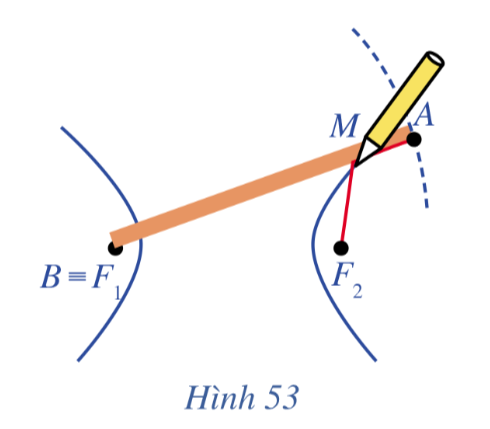 M
A
B ≡ F₁
F₂
Hình 53